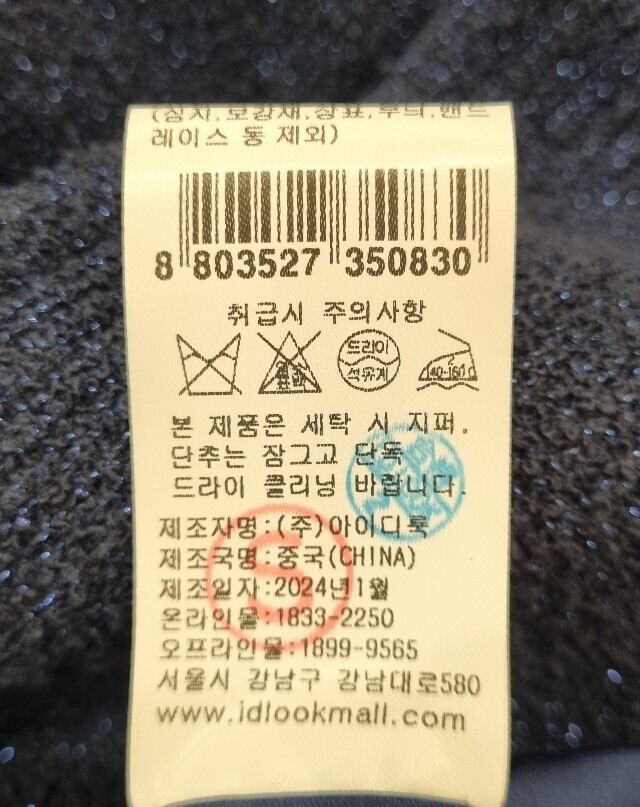 (심지.보강재.장표.무늬.밴드
레이스 등 제외)
8 803527 350830
취급시 주의사항
드라이
석유계
본 제품은 세탁 시 지퍼.
단추는 잠그고 단독
드라이 클리닝 바랍니다.
제조자명:(주)아이디룩
제조국명:중국(CHINA)
제조일자:2024년1월
온라인몰:1833-2250
오프라인몰:1899-9565
서울시 강남구 강남대로580
www.idlookmall.com